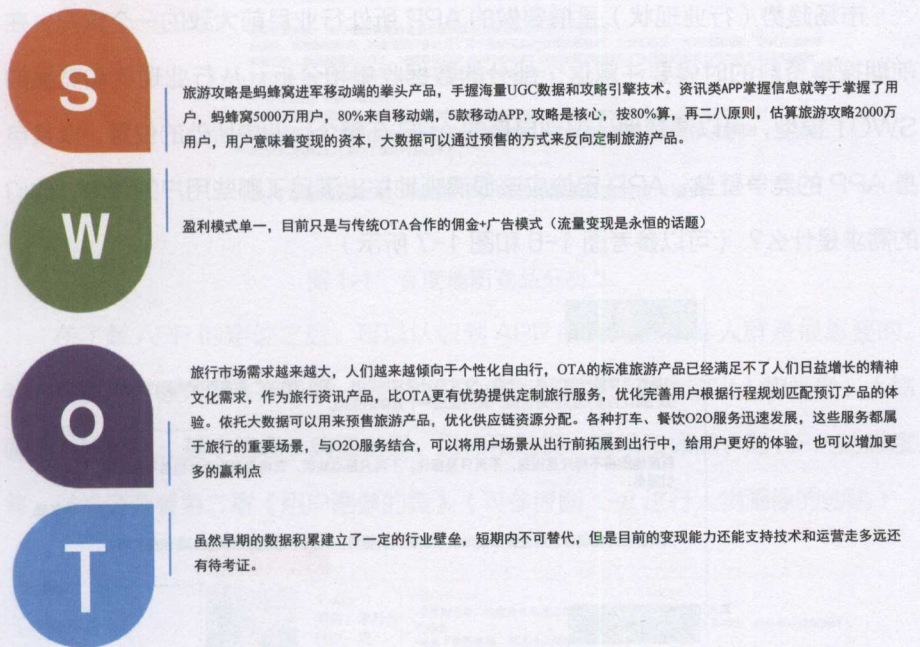 S
旅游攻略是蚂蜂窝进军移动端的拳头产品，手握海量UGC数据和攻略引擎技术。资讯类APP掌握信息就等于掌握了用
户，蚂蜂窝5000万用户，80%来自移动端，5款移动APP，攻略是核心，按80%算，再二八原则，估算旅游攻略2000万
用户，用户意味着变现的资本，大数据可以通过预售的方式来反向定制旅游产品。
W
盈利模式单一，目前只是与传统OTA合作的佣金+广告模式（流量变现是永恒的话题）
O
旅行市场需求越来越大，人们越来越倾向于个性化自由行，OTA的标准旅游产品已经满足不了人们日益增长的精神
文化需求，作为旅行资讯产品，比OTA更有优势提供定制旅行服务，优化完善用户根据行程规划匹配预订产品的体
验。依托大数据可以用来预售旅游产品，优化供应链资源分配。各种打车、餐饮O2O服务迅速发展，这些服务都属
于旅行的重要场景，与O2O服务结合，可以将用户场景从出行前拓展到出行中，给用户更好的体验，也可以增加更
多的赢利点
T
虽然早期的数据积累建立了一定的行业壁垒，短期内不可替代，但是目前的变现能力还能支持技术和运营走多远还
有待考证。